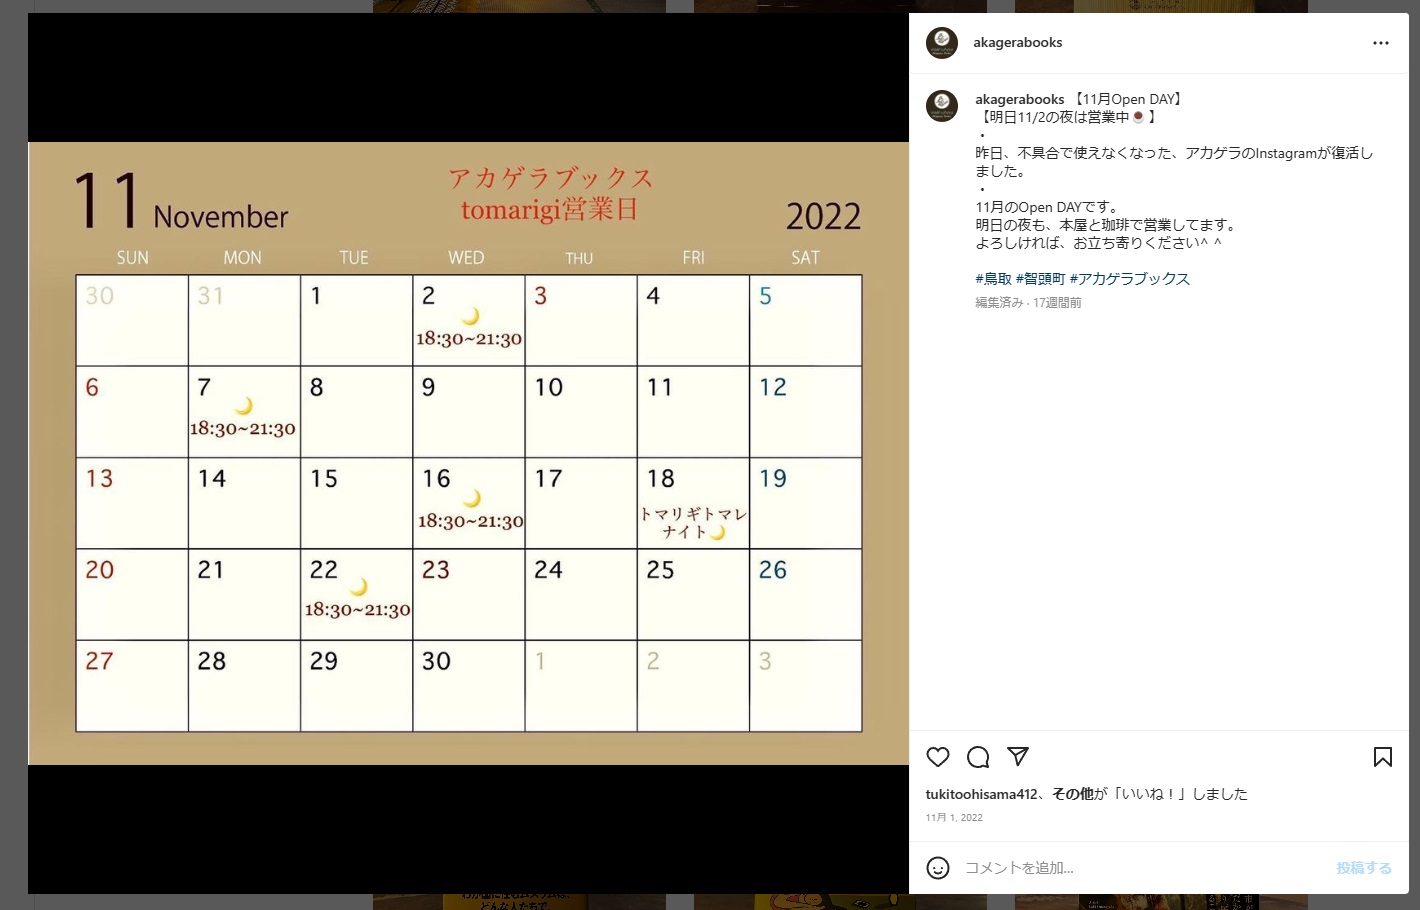 11 November
アカゲラブックス
tomarigi営業日
2022
SUN MON TUE WED THU FRI SAT
30 31 1 2 3 4 5
18:30~21:30
6 7 8 9 10 11 12
18:30~21:30
13 14 15 16 17 18 19
18:30~21:30
トマリギトマレ
ナイト
20 21 22 23 24 25 26
18:30~21:30
27 28 29 30 1 2 3
akagerabooks
akagerabooks 【11月Open DAY】
【明日11/2の夜は営業中】
・
昨日、不具合で使えなくなった、アカゲラのInstagramが復活し
ました。
・
11月のOpen DAYです。
明日の夜も、本屋と珈琲で営業してます。
よろしければ、お立ち寄りください^ ^
#鳥取 #智頭町 #アカゲラブックス
編集済み · 17週間前
tukitoohisama412、その他が「いいね！」しました
11月 1, 2022
コメントを追加...
投稿する
どんな人たちで、